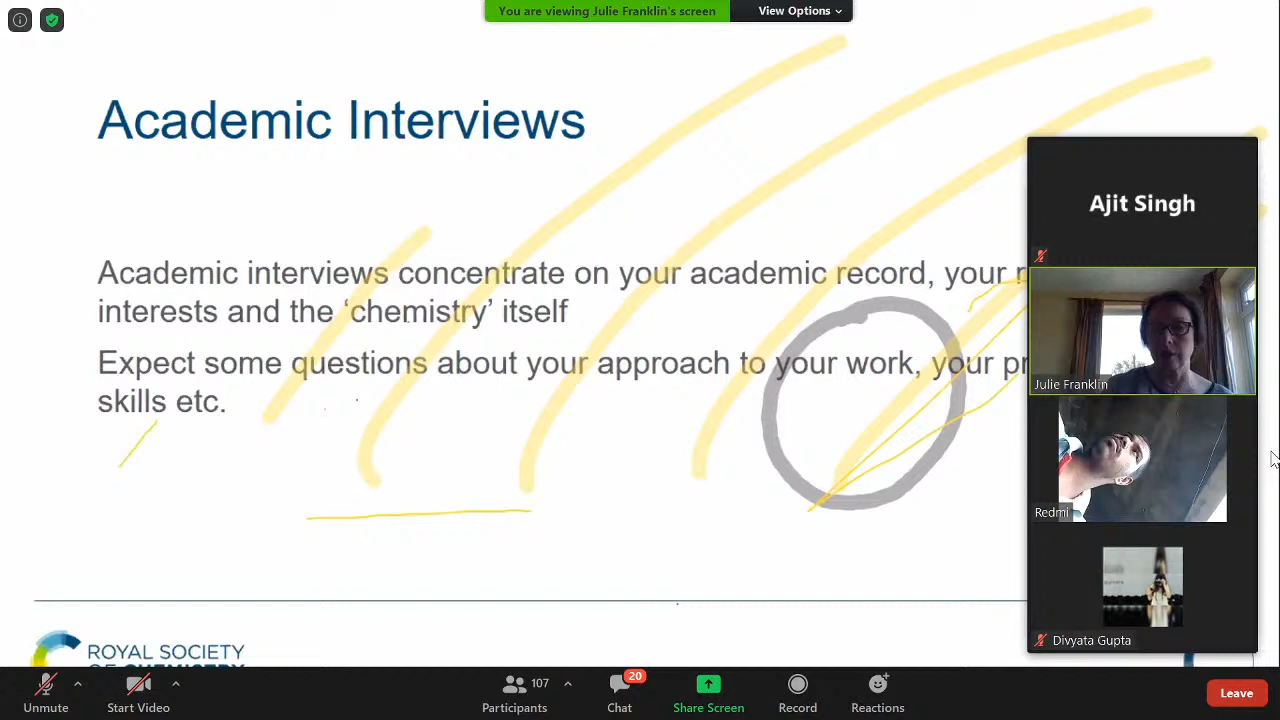 You are viewing Julie Franklin's screen
View Options
Academic Interviews
Academic interviews concentrate on your academic record, your
interests and the ‘chemistry’ itself
Expect some questions about your approach to your work, your
skills etc.
ROYAL SOCIETY
OF CHEMISTRY
Ajit Singh
Julie Franklin
Redmi
Divyata Gupta
Unmute
Start Video
107
Participants
20
Chat
Share Screen
Record
Reactions
Leave